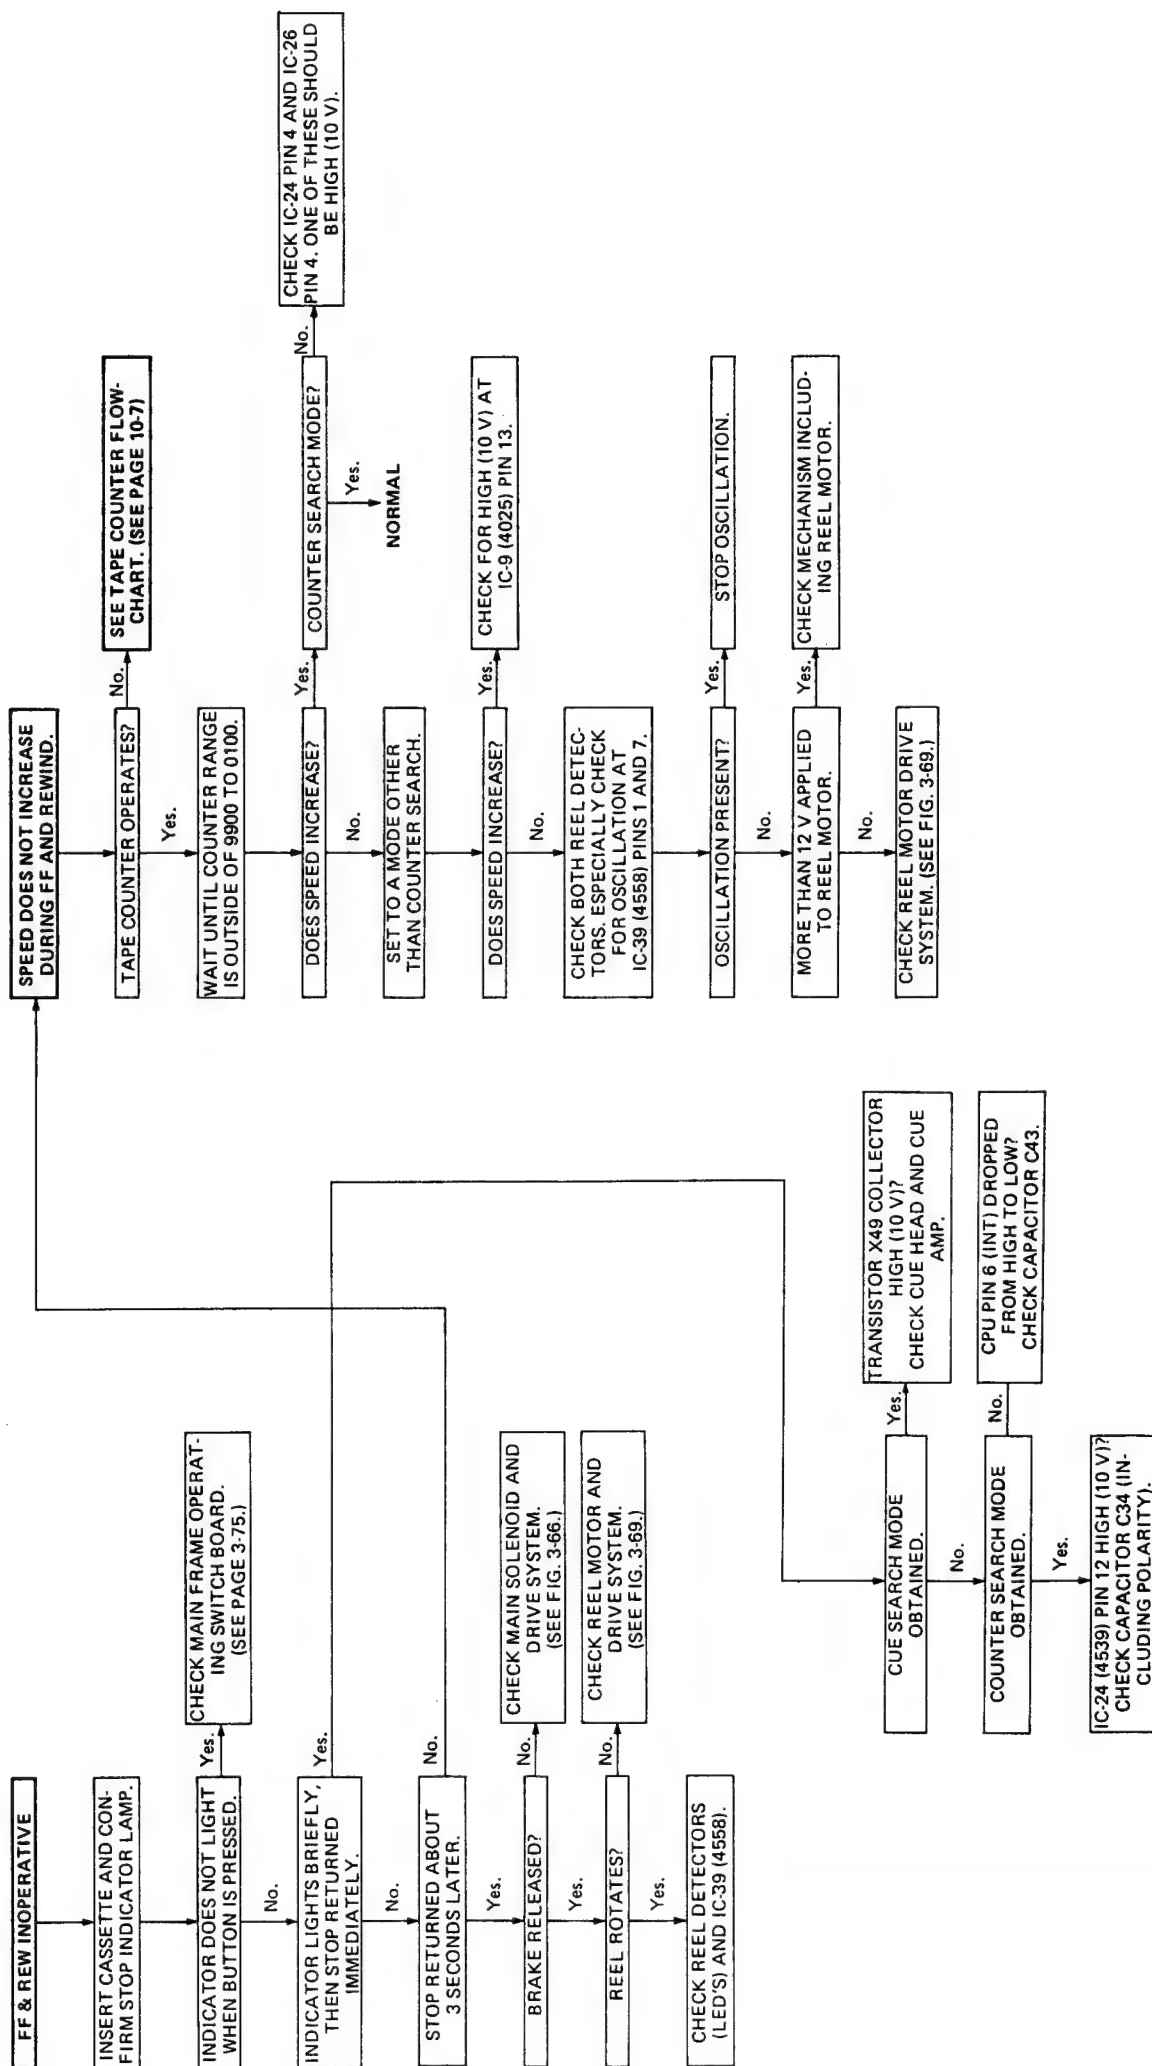 FF & REW INOPERATIVE
INSERT CASSETTE AND CON-
FIRM STOP INDICATOR LAMP.
INDICATOR DOES NOT LIGHT
WHEN BUTTON IS PRESSED.
Yes.
CHECK MAIN FRAME OPERAT-
ING SWITCH BOARD.
(SEE PAGE 3-75.)
No.
INDICATOR LIGHTS BRIEFLY,
THEN STOP RETURNED
IMMEDIATELY.
Yes.
No.
STOP RETURNED ABOUT
3 SECONDS LATER.
No.
Yes.
BRAKE RELEASED?
No.
CHECK MAIN SOLENOID AND
DRIVE SYSTEM.
(SEE FIG. 3-66.)
Yes.
REEL ROTATES?
No.
CHECK REEL MOTOR AND
DRIVE SYSTEM.
(SEE FIG. 3-69.)
Yes.
CHECK REEL DETECTORS
(LED'S) AND IC-39 (4558).
CUE SEARCH MODE
OBTAINED.
Yes.
TRANSISTOR X49 COLLECTOR
HIGH (10 V)?
CHECK CUE HEAD AND CUE
AMP.
No.
COUNTER SEARCH MODE
OBTAINED.
No.
CPU PIN 6 (INT) DROPPED
FROM HIGH TO LOW?
CHECK CAPACITOR C43.
Yes.
IC-24 (4539) PIN 12 HIGH (10 V)?
CHECK CAPACITOR C34 (IN-
CLUDING POLARITY).
SPEED DOES NOT INCREASE
DURING FF AND REWIND.
TAPE COUNTER OPERATES?
No.
SEE TAPE COUNTER FLOW-
CHART. (SEE PAGE 10-7)
Yes.
WAIT UNTIL COUNTER RANGE
IS OUTSIDE OF 9900 TO 0100.
DOES SPEED INCREASE?
Yes.
COUNTER SEARCH MODE?
No.
CHECK IC-24 PIN 4 AND IC-26
PIN 4. ONE OF THESE SHOULD
BE HIGH (10 V).
Yes.
NORMAL
No.
SET TO A MODE OTHER
THAN COUNTER SEARCH.
DOES SPEED INCREASE?
Yes.
CHECK FOR HIGH (10 V) AT
IC-9 (4025) PIN 13.
No.
CHECK BOTH REEL DETEC-
TORS. ESPECIALLY CHECK
FOR OSCILLATION AT
IC-39 (4558) PINS 1 AND 7.
OSCILLATION PRESENT?
Yes.
STOP OSCILLATION.
No.
MORE THAN 12 V APPLIED
TO REEL MOTOR.
Yes.
CHECK MECHANISM INCLUD-
ING REEL MOTOR.
No.
CHECK REEL MOTOR DRIVE
SYSTEM. (SEE FIG. 3-69.)